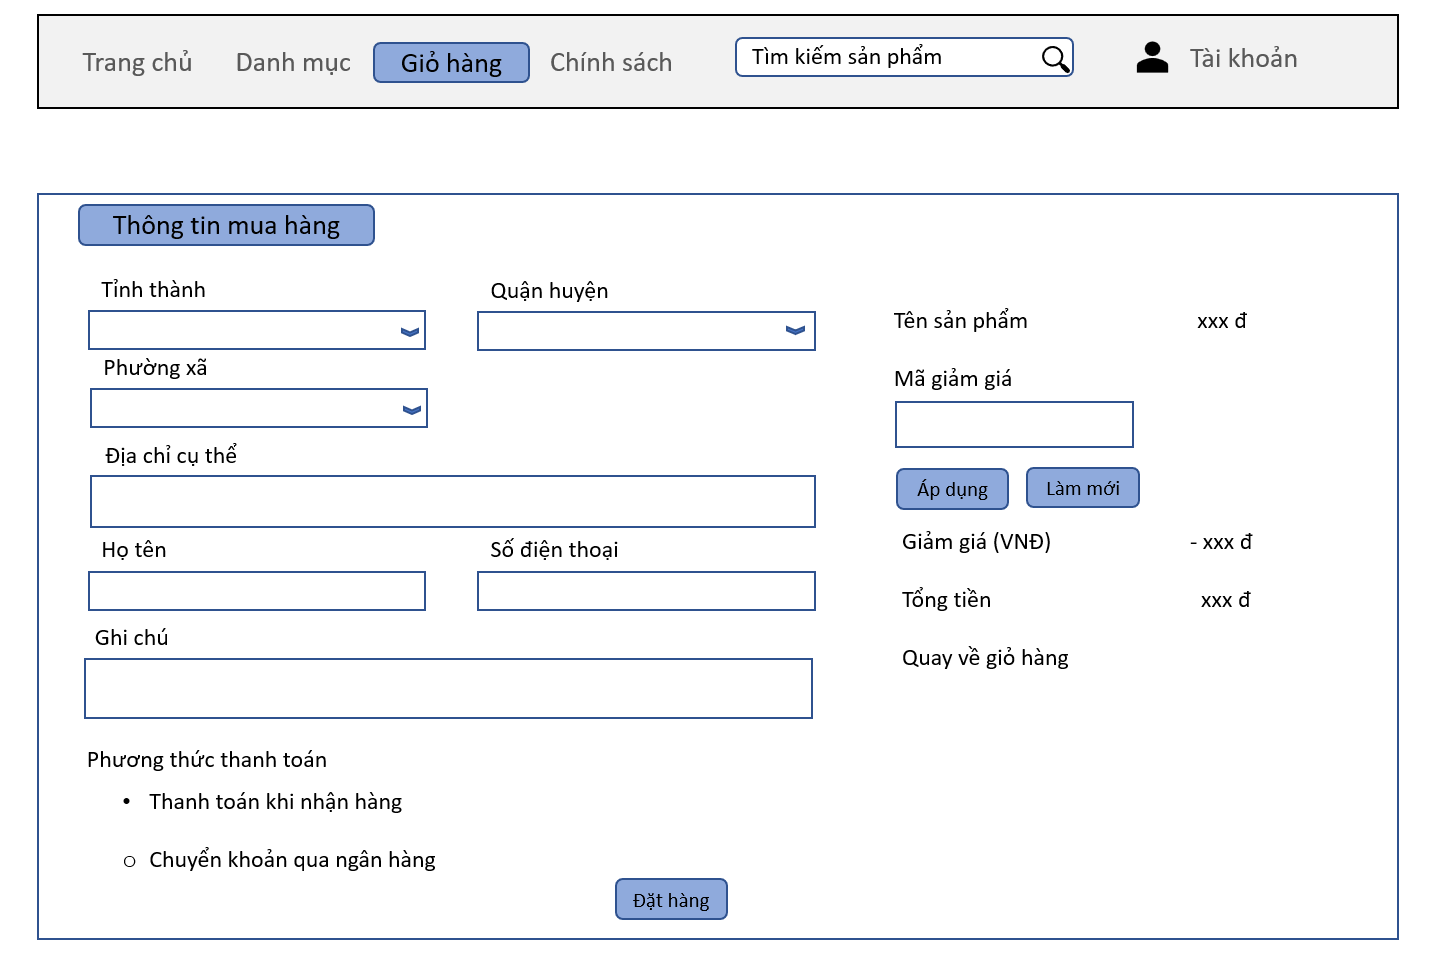 Trang chủ Danh mục Giỏ hàng Chính sách Tìm kiếm sản phẩm Tài khoản
Thông tin mua hàng
Tỉnh thành
Quận huyện
Phường xã
Địa chỉ cụ thể
Họ tên
Số điện thoại
Ghi chú
Phương thức thanh toán
• Thanh toán khi nhận hàng
○ Chuyển khoản qua ngân hàng
Đặt hàng
Tên sản phẩm xxx đ
Mã giảm giá
Áp dụng Làm mới
Giảm giá (VNĐ) - xxx đ
Tổng tiền xxx đ
Quay về giỏ hàng